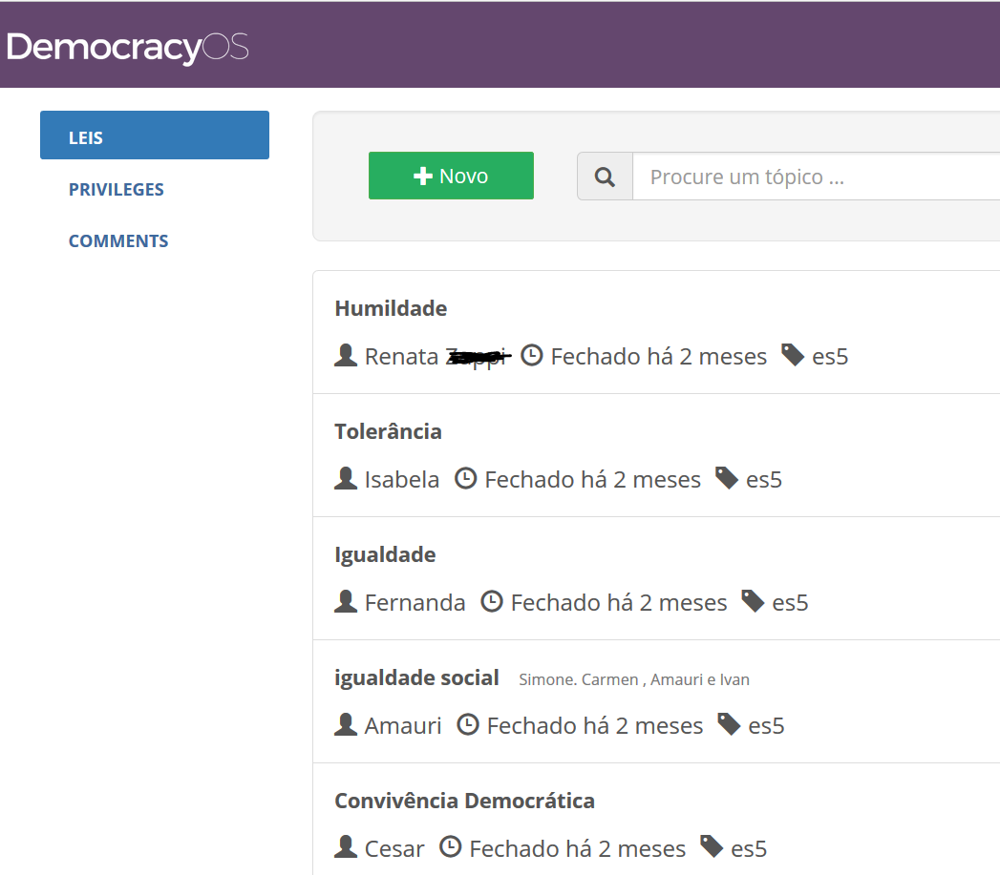 DemocracyOS
LEIS
PRIVILEGES
COMMENTS
Novo
Procure um tópico ...
Humildade
Renata Fechado há 2 meses es5
Tolerância
Isabela Fechado há 2 meses es5
Igualdade
Fernanda Fechado há 2 meses es5
igualdade social Simone. Carmen , Amauri e Ivan
Amauri Fechado há 2 meses es5
Convivência Democrática
Cesar Fechado há 2 meses es5